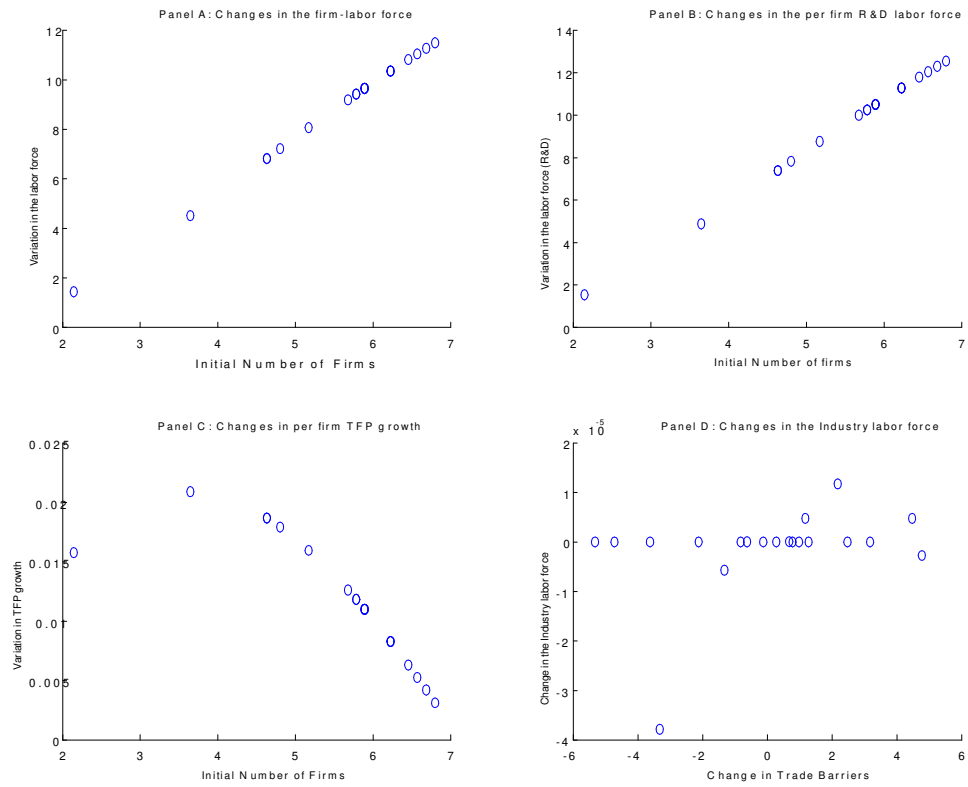 Panel A: Changes in the firm-labor force
12
10
8
6
4
2
0
Variation in the labor force
2 3 4 5 6 7
Initial Number of Firms
Panel B: Changes in the per firm R&D labor force
14
12
10
8
6
4
2
0
Variation in the labor force (R&D)
2 3 4 5 6 7
Initial Number of firms
Panel C: Changes in per firm TFP growth
0.025
0.02
0.015
0.01
0.005
0
Variation in TFP growth
2 3 4 5 6 7
Initial Number of Firms
Panel D: Changes in the Industry labor force
x 10-5
2
1
0
-1
-2
-3
-4
Change in the Industry labor force
-6 -4 -2 0 2 4 6
Change in Trade Barriers